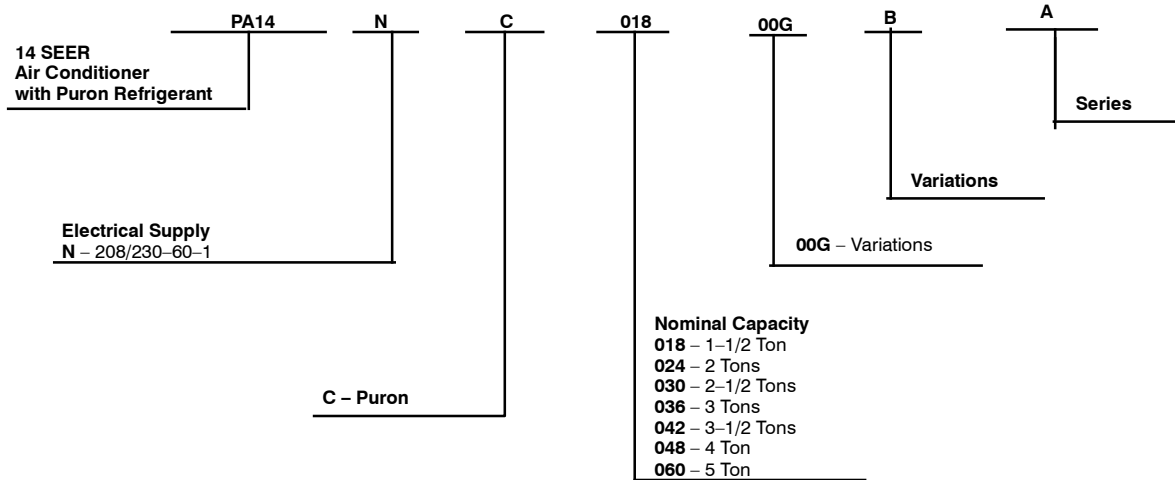 PA14 N C 018 00G B A
14 SEER
Air Conditioner
with Puron Refrigerant
Series
Variations
Electrical Supply
N – 208/230–60–1
00G – Variations
Nominal Capacity
018 – 1–1/2 Ton
024 – 2 Tons
030 – 2–1/2 Tons
036 – 3 Tons
042 – 3–1/2 Tons
048 – 4 Ton
060 – 5 Ton
C – Puron